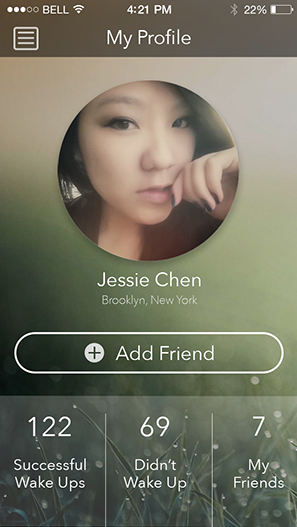 BELL 4:21 PM 22%
My Profile
Jessie Chen
Brooklyn, New York
Add Friend
122 69 7
Successful Didn't My
Wake Ups Wake Up Friends